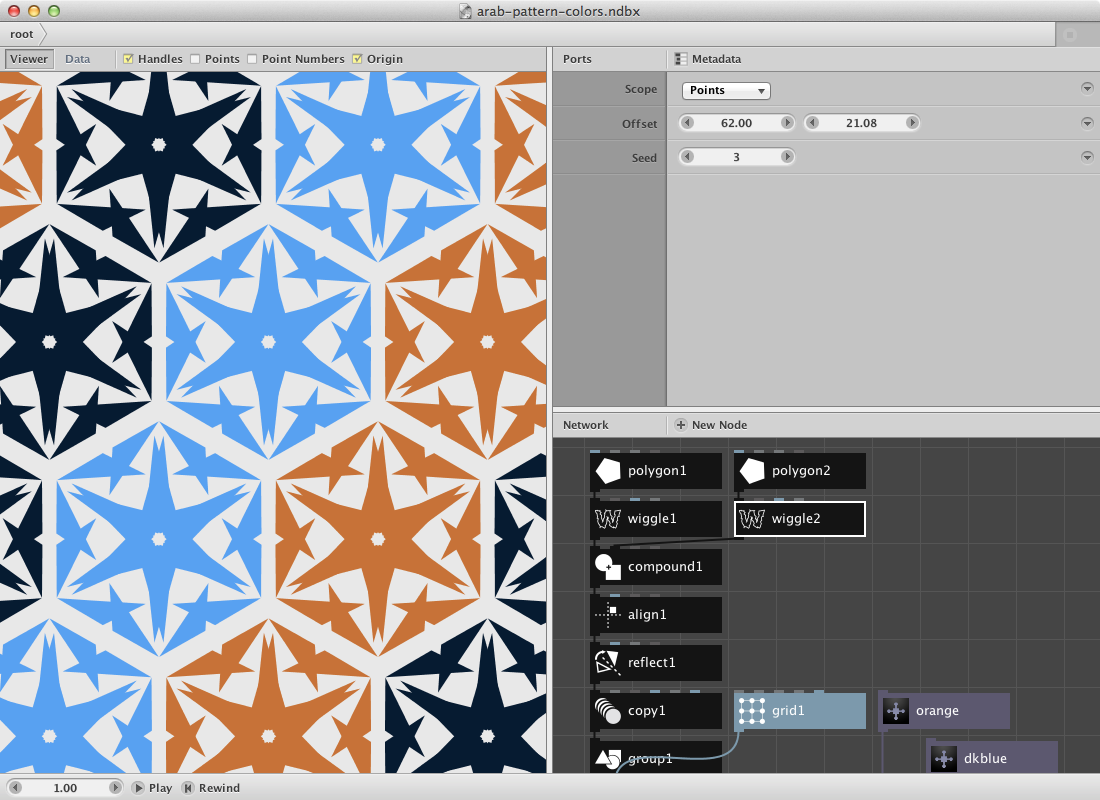 arab-pattern-colors.ndbx
root
Viewer Data Handles Points Point Numbers Origin
Ports Metadata
Scope Points
Offset 62.00 21.08
Seed 3
Network New Node
polygon1 polygon2
wiggle1 wiggle2
compound1
align1
reflect1
copy1 grid1 orange
group1 dkblue
1.00 Play Rewind